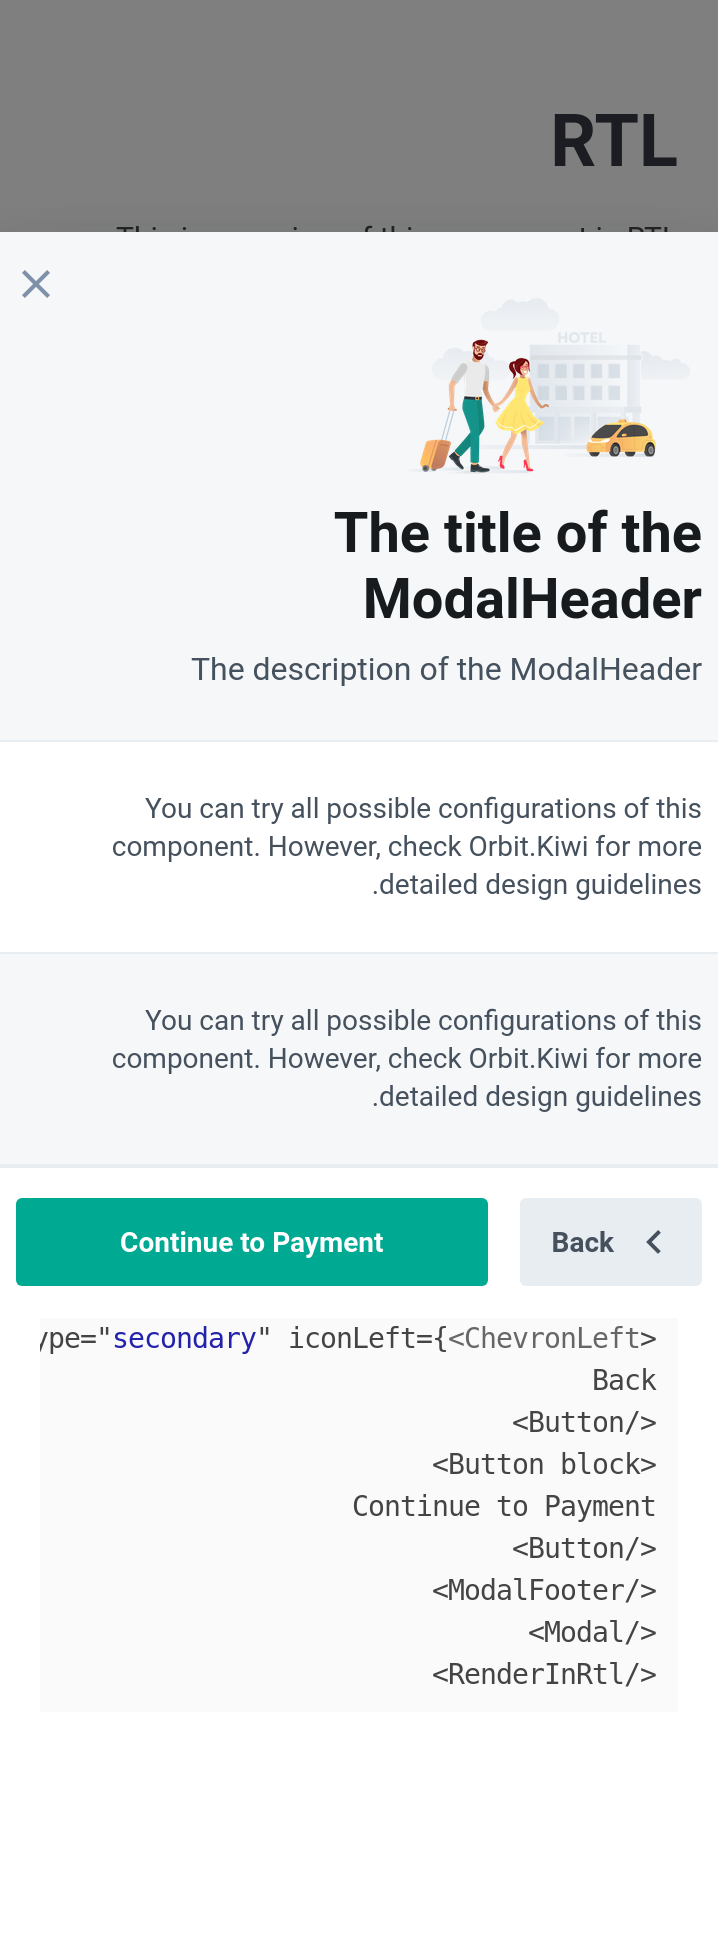 RTL
HOTEL
The title of the
ModalHeader
The description of the ModalHeader
You can try all possible configurations of this
component. However, check Orbit.Kiwi for more
.detailed design guidelines
You can try all possible configurations of this
component. However, check Orbit.Kiwi for more
.detailed design guidelines
Continue to Payment
Back
ype="secondary" iconLeft={<ChevronLeft>
Back
<Button/>
<Button block>
Continue to Payment
<Button/>
<ModalFooter/>
<Modal/>
<RenderInRtl/>